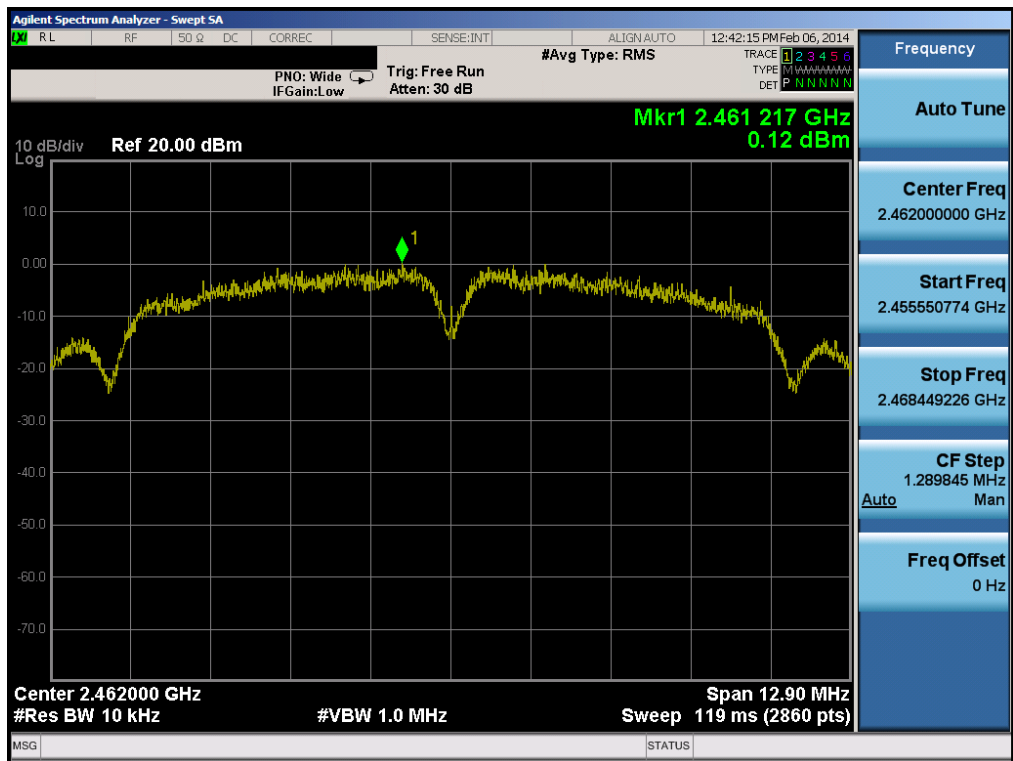 Agilent Spectrum Analyzer - Swept SA
LXI RL RF 50 Ω DC CORREC SENSE:INT ALIGN AUTO 12:42:15 PM Feb 06, 2014
#Avg Type: RMS
TRACE 1 2 3 4 5 6
TYPE M WWWWW
DET P N N N N N
PNO: Wide Trig: Free Run
IFGain:Low Atten: 30 dB
Mkr1 2.461 217 GHz
0.12 dBm
10 dB/div Ref 20.00 dBm
Log
10.0
1
0.00
-10.0
-20.0
-30.0
-40.0
-50.0
-60.0
-70.0
Center 2.462000 GHz Span 12.90 MHz
#Res BW 10 kHz #VBW 1.0 MHz Sweep 119 ms (2860 pts)
MSG STATUS
Frequency
Auto Tune
Center Freq
2.462000000 GHz
Start Freq
2.455550774 GHz
Stop Freq
2.468449226 GHz
CF Step
1.289845 MHz
Auto Man
Freq Offset
0 Hz